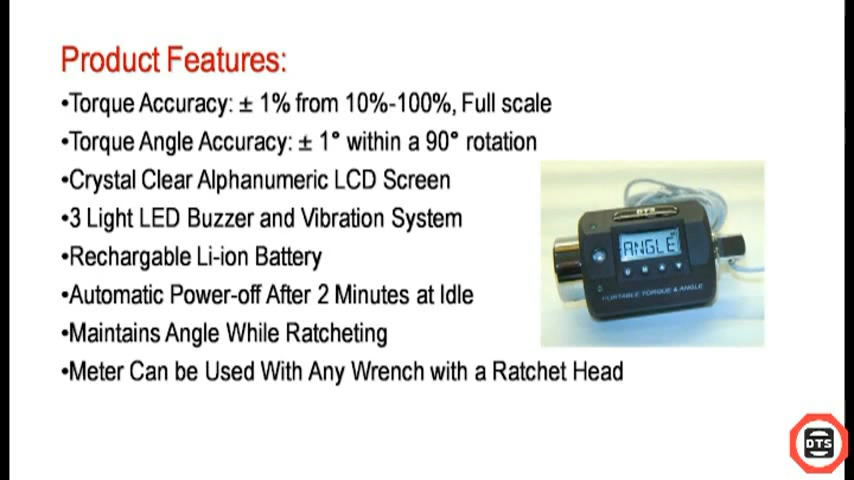 Product Features:
•Torque Accuracy: ± 1% from 10%-100%, Full scale
•Torque Angle Accuracy: ± 1° within a 90° rotation
•Crystal Clear Alphanumeric LCD Screen
•3 Light LED Buzzer and Vibration System
•Rechargable Li-ion Battery
•Automatic Power-off After 2 Minutes at Idle
•Maintains Angle While Ratcheting
•Meter Can be Used With Any Wrench with a Ratchet Head
DTS
ANGLE
PORTABLE TORQUE & ANGLE
DTS